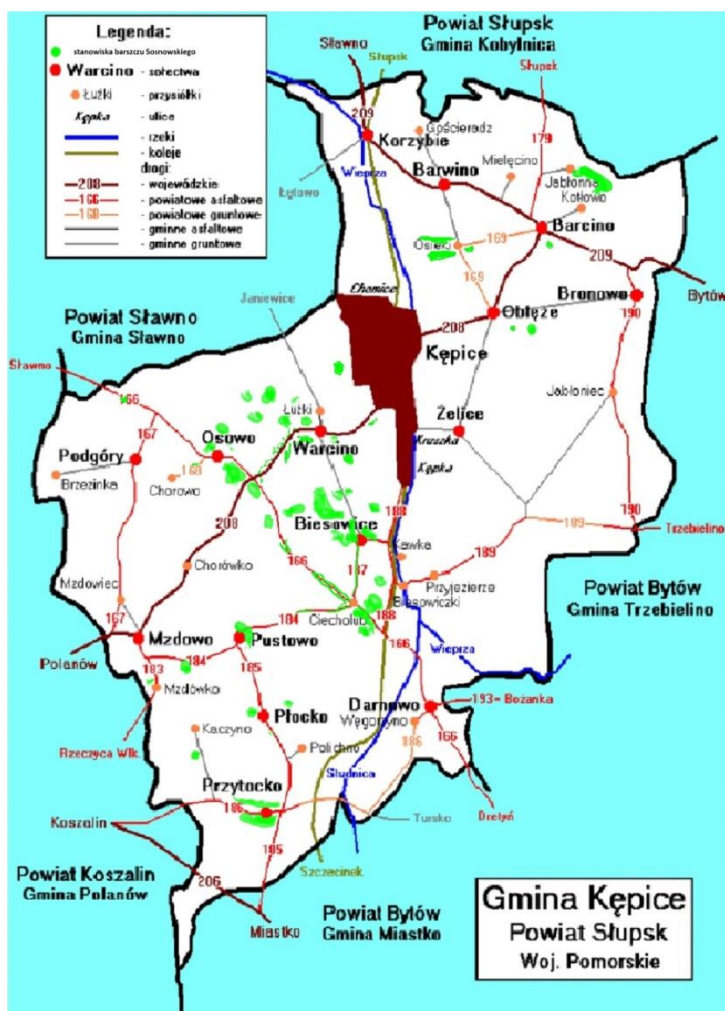 Legenda:
stanowiska barszczu Sosnowskiego
Warcino - sołectwa
Łużki - przysiółki
Kępka - ulice
- rzeki
- koleje
drogi:
208 - wojewódzkie
166 - powiatowe asfaltowe
168 - powiatowe gruntowe
- gminne asfaltowe
- gminne gruntowe
Powiat Słupsk
Gmina Kobylnica
Sławno
Słupsk
Słupsk
209
Korzybie
Gościeradz
179
Wieprza
Barwino
Mielęcino
Jabłonna
Kotłowo
Łętowo
Barcino
Osieki
169
209
169
Bytów
Chomice
Janiewice
Obłęże
Bronowo
190
208
Powiat Sławno
Gmina Sławno
Kępice
Sławno
166
Jabłoniec
Łużki
167
Osowo
Żelice
Podgóry
Warcino
Kruszka
Brzezinka
168
Chorowo
Kępka
188
190
208
Biesowice
189
Trzebielino
Kawka
166
187
189
Chorówko
Przyjezierze
Mzdowiec
Biesowiczki
Powiat Bytów
Gmina Trzebielino
167
184
Ciecholub
188
Mzdowo
Pustowo
166
Wieprza
Polanów
184
183
185
Mzdówko
Darnowo
193- Bożanka
Płocko
Węgorzyno
Kaczyno
166
Rzeczyca Wlk.
Polichno
186
Przytocko
Studnica
Koszalin
186
Tursko
Dretyń
185
Powiat Koszalin
Gmina Polanów
206
Szczecinek
Miastko
Powiat Bytów
Gmina Miastko
Gmina Kępice
Powiat Słupsk
Woj. Pomorskie